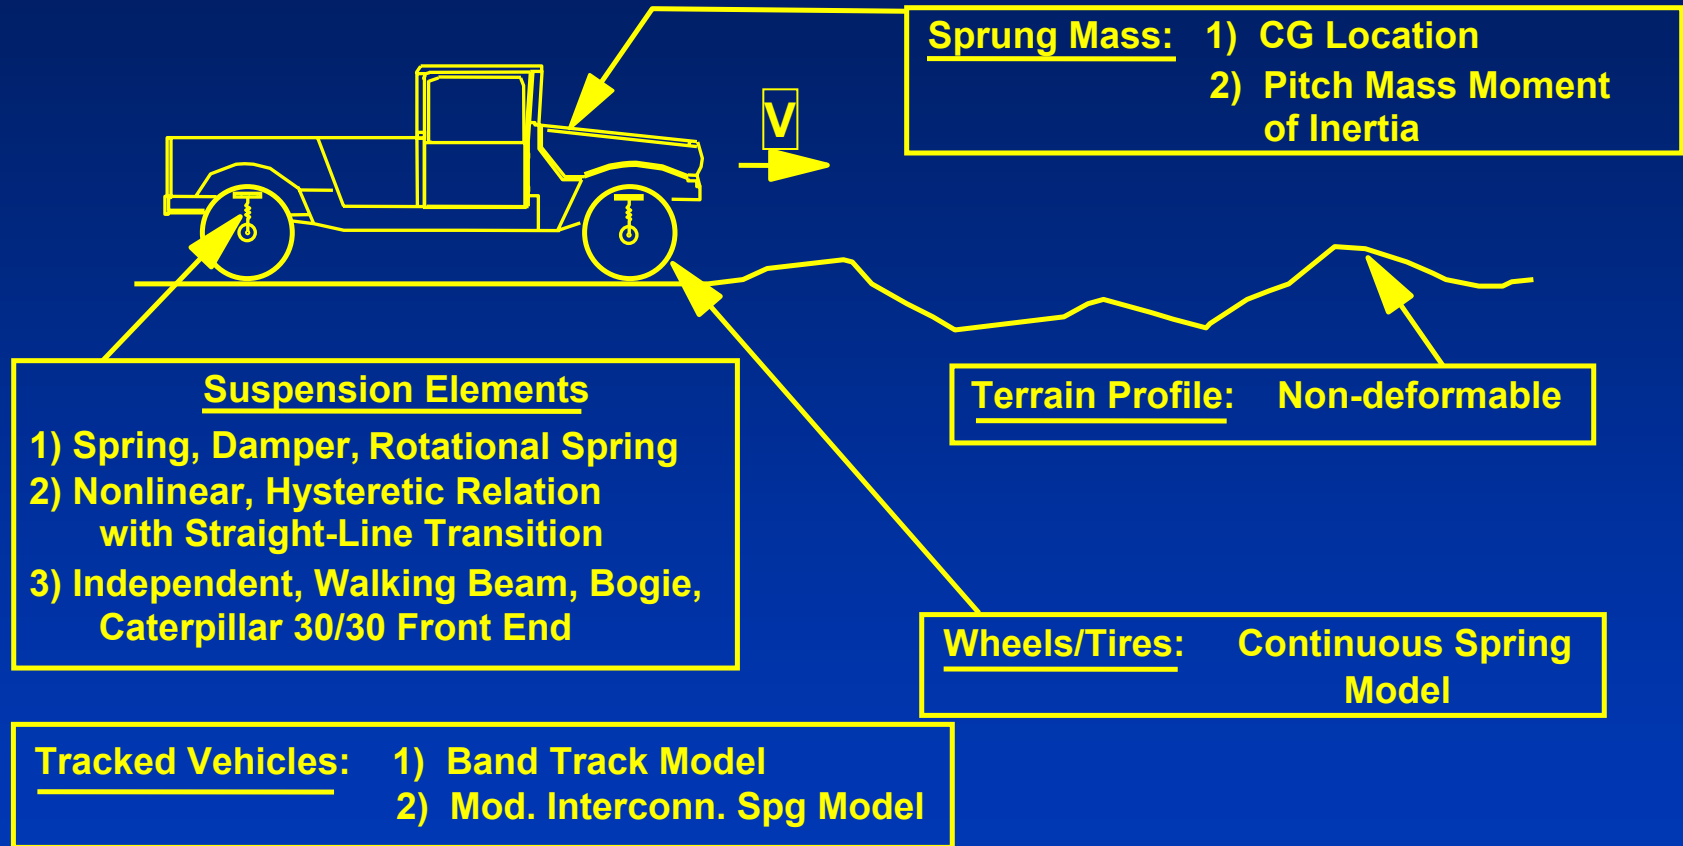 Sprung Mass: 1) CG Location
2) Pitch Mass Moment
of Inertia
V
Suspension Elements
1) Spring, Damper, Rotational Spring
2) Nonlinear, Hysteretic Relation
with Straight-Line Transition
3) Independent, Walking Beam, Bogie,
Caterpillar 30/30 Front End
Terrain Profile: Non-deformable
Wheels/Tires: Continuous Spring
Model
Tracked Vehicles: 1) Band Track Model
2) Mod. Interconn. Spg Model